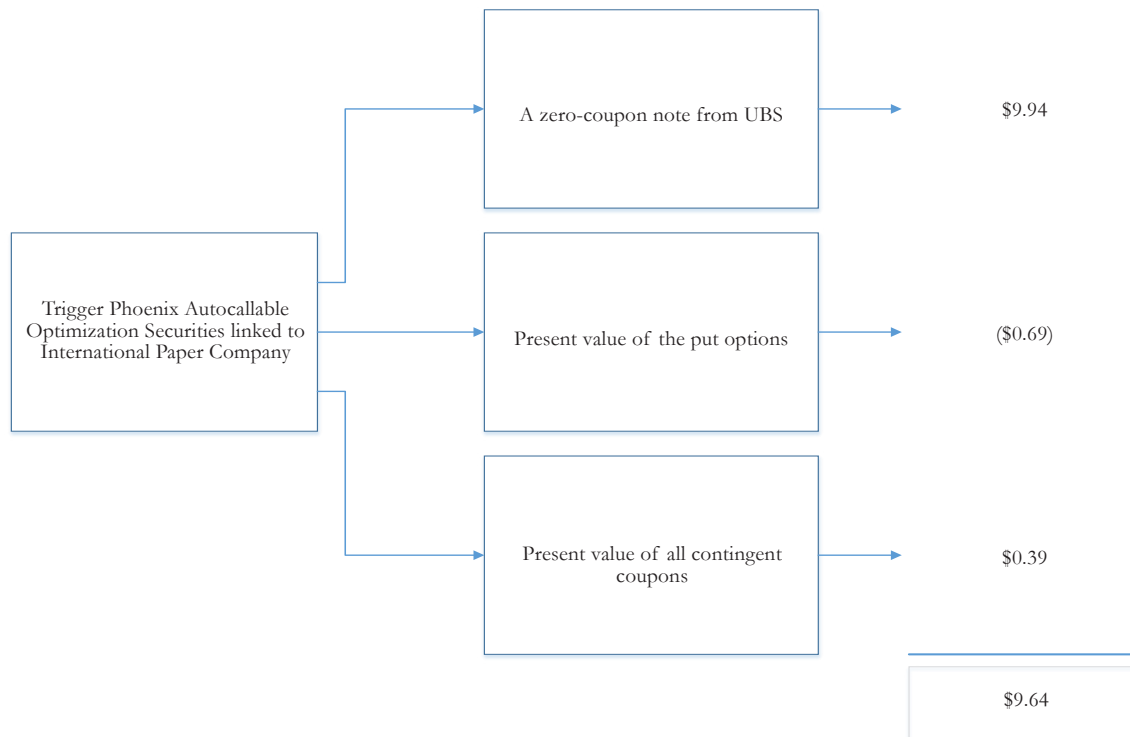 A zero-coupon note from UBS
$9.94
Trigger Phoenix Autocallable
Optimization Securities linked to
International Paper Company
Present value of the put options
($0.69)
Present value of all contingent
coupons
$0.39
$9.64